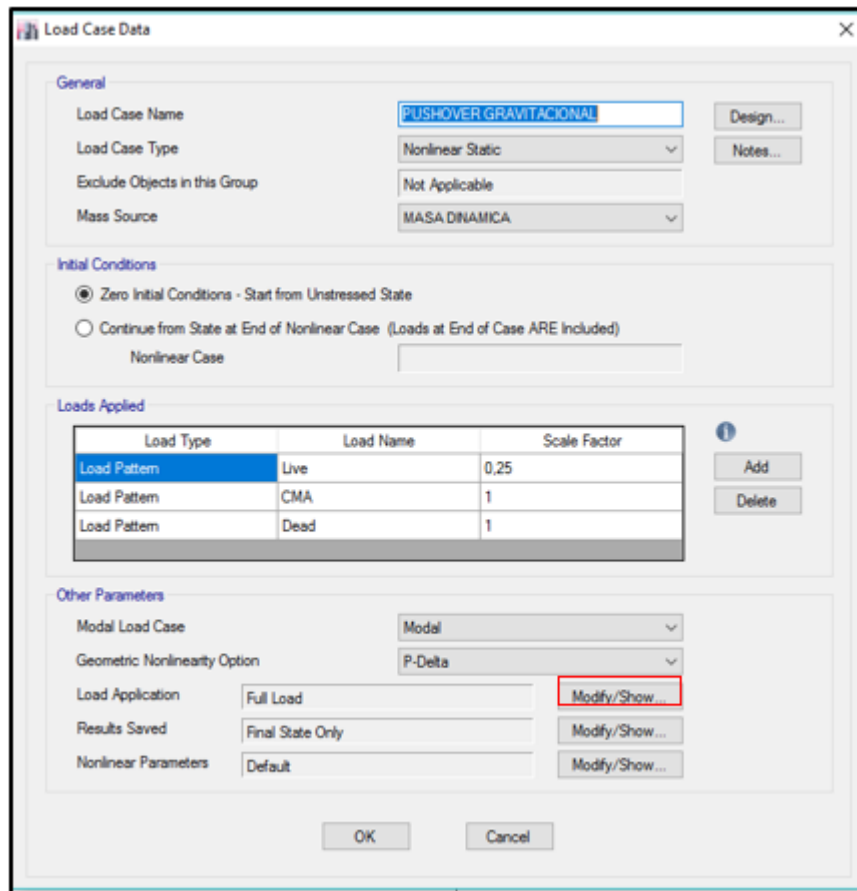 Load Case Data
General
Load Case Name PUSHOVER GRAVITACIONAL Design...
Load Case Type Nonlinear Static Notes...
Exclude Objects in this Group Not Applicable
Mass Source MASA DINAMICA
Initial Conditions
Zero Initial Conditions - Start from Unstressed State
Continue from State at End of Nonlinear Case (Loads at End of Case ARE Included)
Nonlinear Case
Loads Applied
Load Type Load Name Scale Factor
Load Pattern Live 0,25 Add
Load Pattern CMA 1 Delete
Load Pattern Dead 1
Other Parameters
Modal Load Case Modal
Geometric Nonlinearity Option P-Delta
Load Application Full Load Modify/Show...
Results Saved Final State Only Modify/Show...
Nonlinear Parameters Default Modify/Show...
OK Cancel